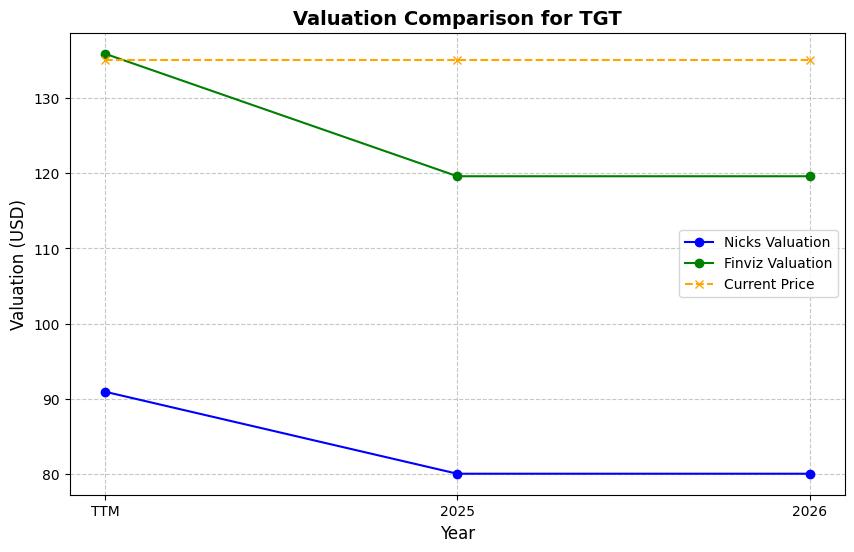 Valuation Comparison for TGT
Valuation (USD)
130
120
110
100
90
80
Nicks Valuation
Finviz Valuation
Current Price
TTM
2025
2026
Year